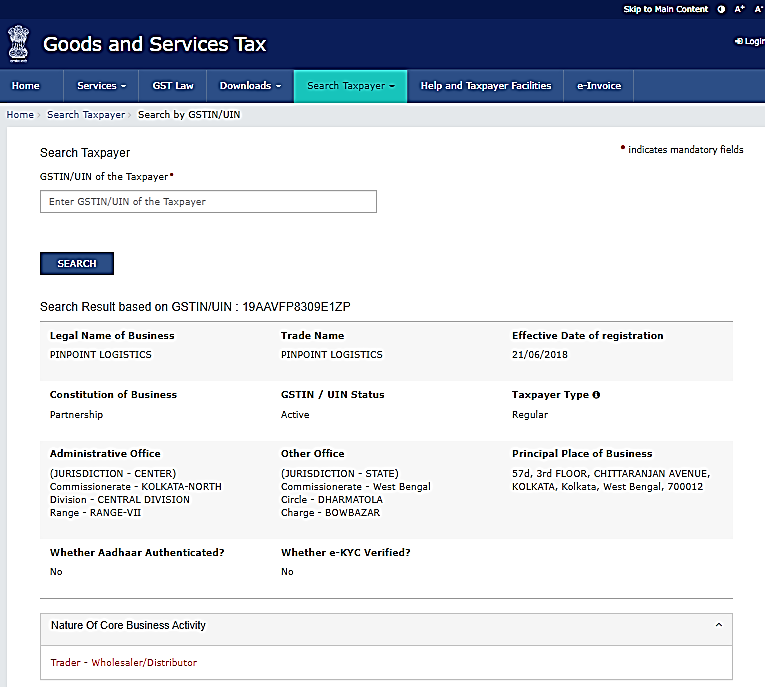 Skip to Main Content A+ A-
Goods and Services Tax
Login
Home Services GST Law Downloads Search Taxpayer Help and Taxpayer Facilities e-Invoice
Home › Search Taxpayer › Search by GSTIN/UIN
Search Taxpayer
• indicates mandatory fields
GSTIN/UIN of the Taxpayer•
Enter GSTIN/UIN of the Taxpayer
SEARCH
Search Result based on GSTIN/UIN : 19AAVFP8309E1ZP
Legal Name of Business Trade Name Effective Date of registration
PINPOINT LOGISTICS PINPOINT LOGISTICS 21/06/2018
Constitution of Business GSTIN / UIN Status Taxpayer Type
Partnership Active Regular
Administrative Office Other Office Principal Place of Business
(JURISDICTION - CENTER) (JURISDICTION - STATE) 57d, 3rd FLOOR, CHITTARANJAN AVENUE,
Commissionerate - KOLKATA-NORTH Commissionerate - West Bengal KOLKATA, Kolkata, West Bengal, 700012
Division - CENTRAL DIVISION Circle - DHARMATOLA
Range - RANGE-VII Charge - BOWBAZAR
Whether Aadhaar Authenticated? Whether e-KYC Verified?
No No
Nature Of Core Business Activity
Trader - Wholesaler/Distributor